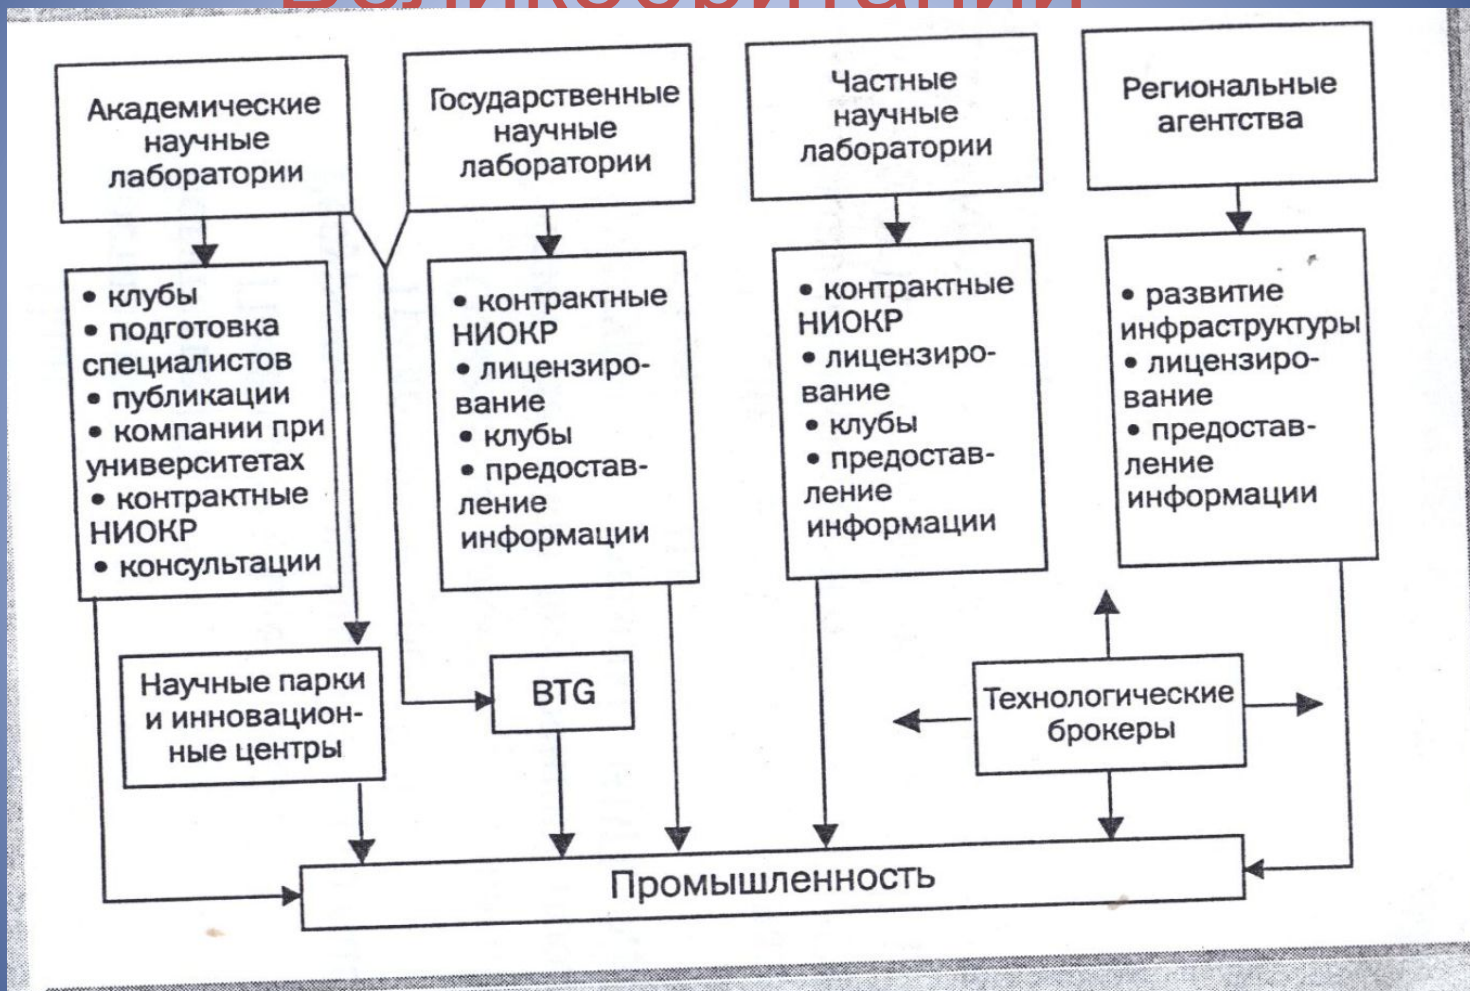 Великобритании
Академические
научные
лаборатории
Государственные
научные
лаборатории
Частные
научные
лаборатории
Региональные
агентства
• клубы
• подготовка
специалистов
• публикации
• компании при
университетах
• контрактные
НИОКР
• консультации
• контрактные
НИОКР
• лицензиро-
вание
• клубы
• предостав-
ление
информации
• контрактные
НИОКР
• лицензиро-
вание
• клубы
• предостав-
ление
информации
• развитие
инфраструктуры
• лицензиро-
вание
• предостав-
ление
информации
Научные парки
и инновацион-
ные центры
BTG
Технологические
брокеры
Промышленность